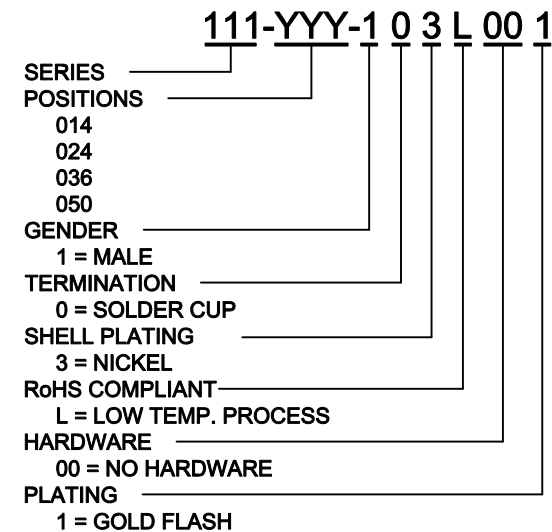 111-YYY-1 0 3 L 00 1
SERIES
POSITIONS
014
024
036
050
GENDER
1 = MALE
TERMINATION
0 = SOLDER CUP
SHELL PLATING
3 = NICKEL
RoHS COMPLIANT
L = LOW TEMP. PROCESS
HARDWARE
00 = NO HARDWARE
PLATING
1 = GOLD FLASH